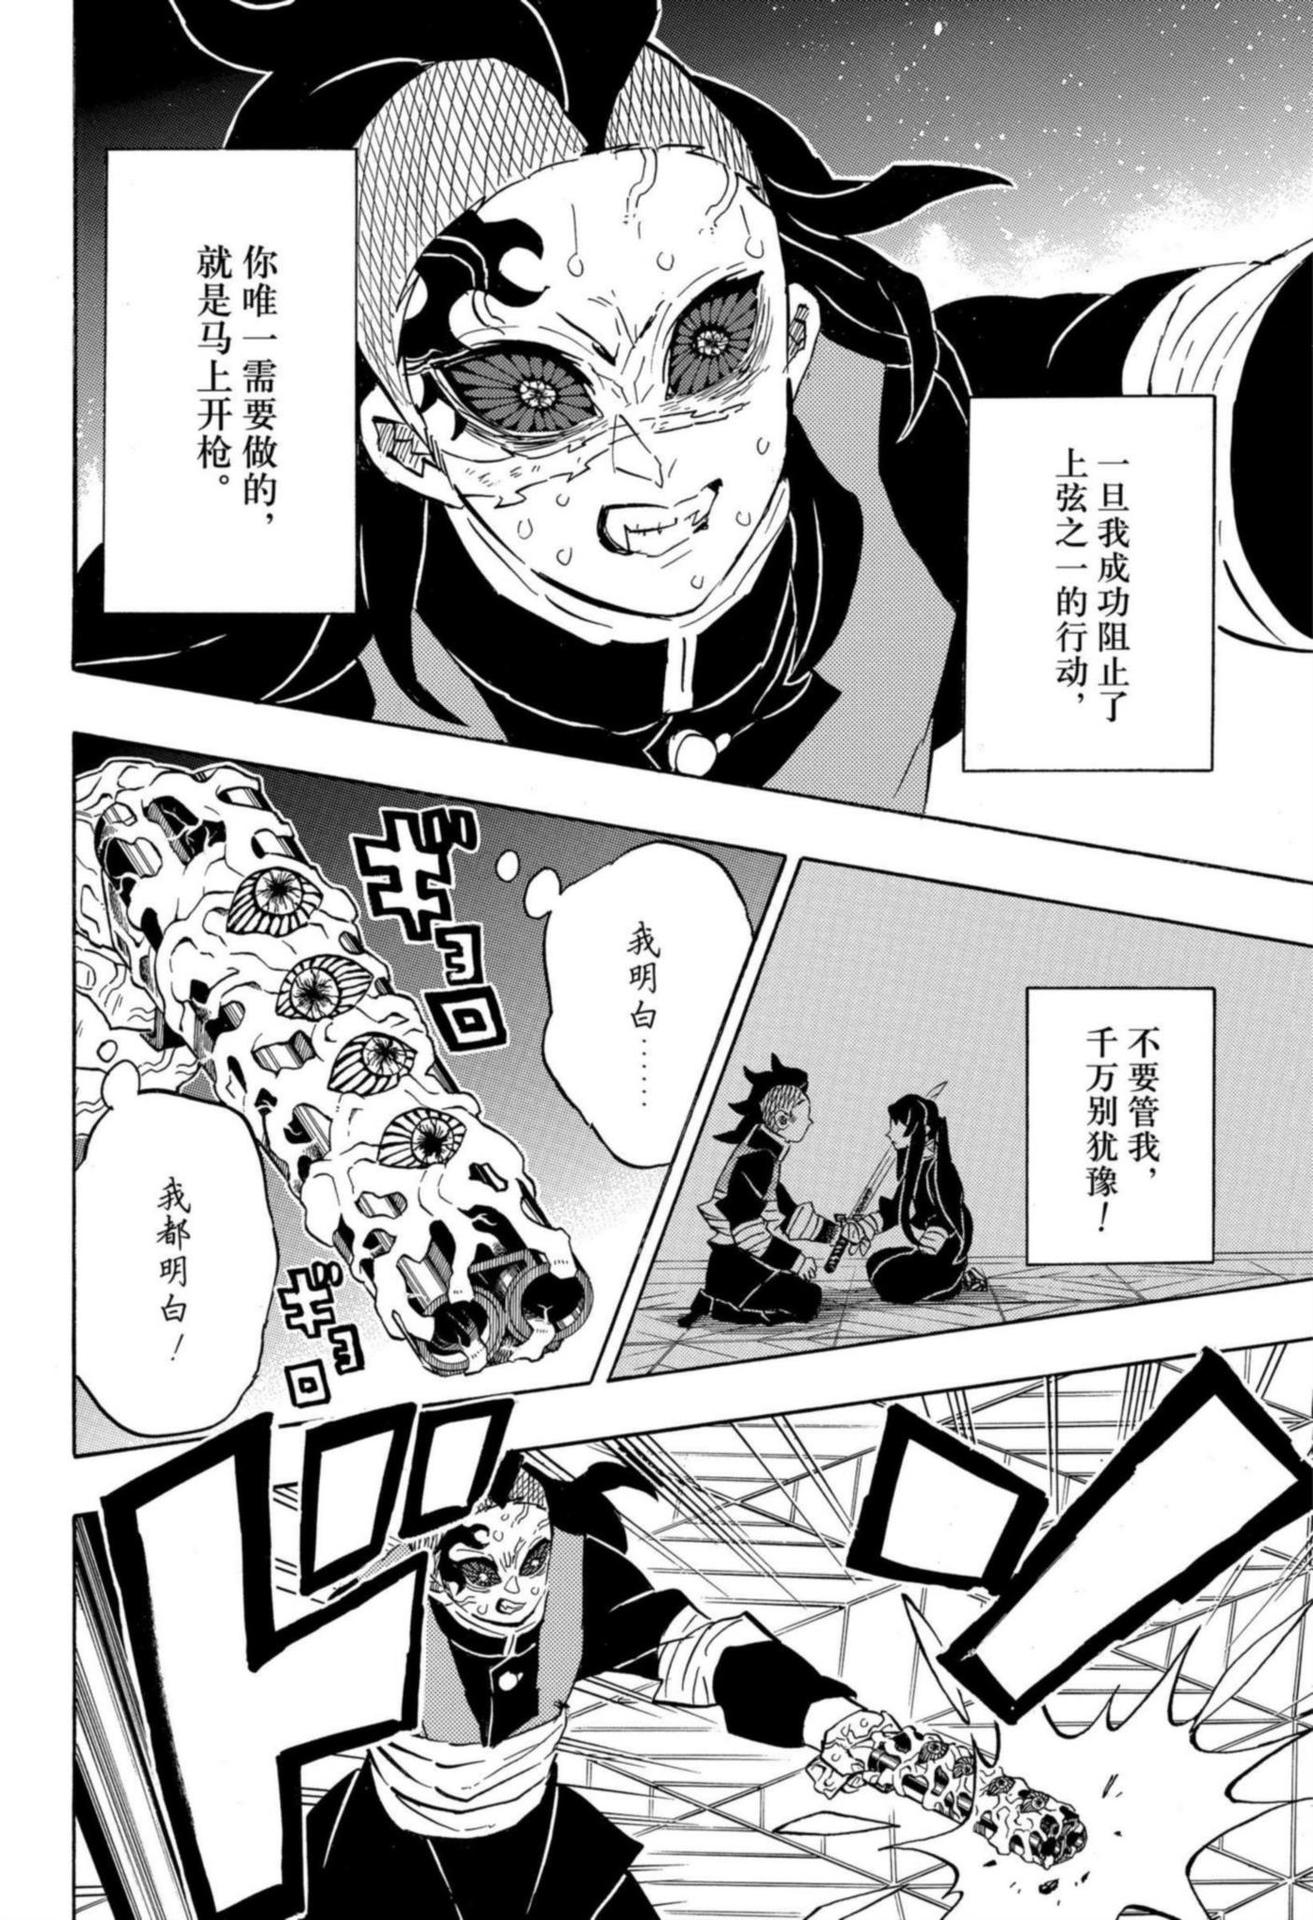 一旦我成功阻止了
上弦之一的行动，
你唯一需要做的，
就是马上开枪。
不要管我，
千万别犹豫！
我明白……
我都明白！
ギョロ
ギョロ
ドン